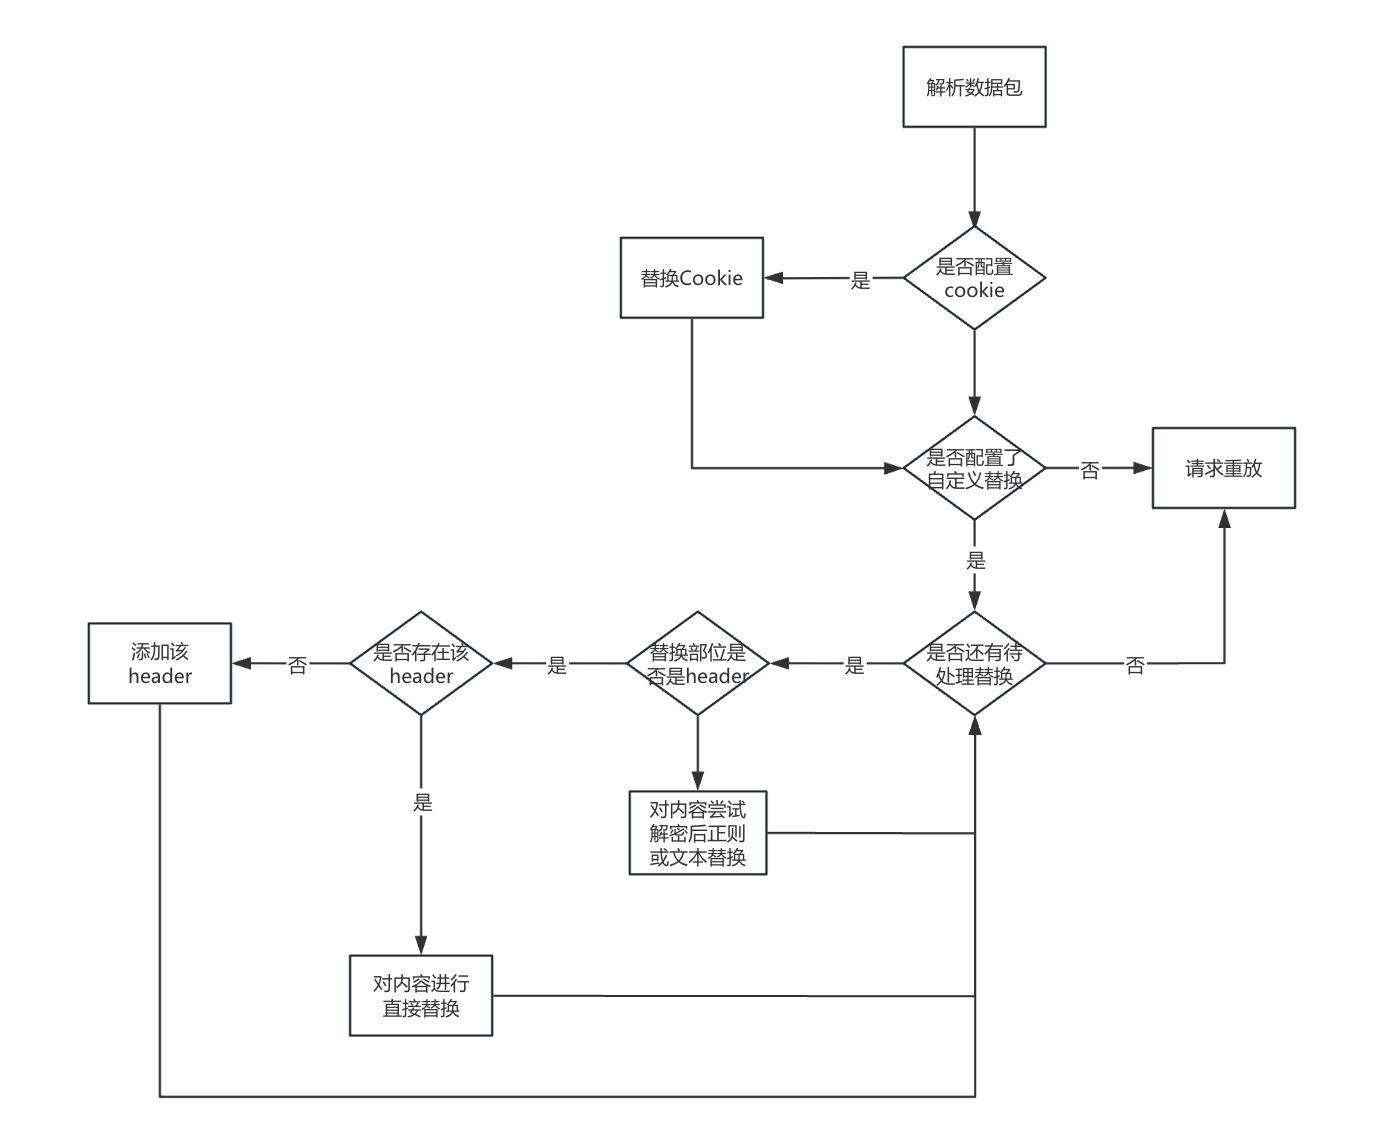 解析数据包
是否配置
cookie
是
替换Cookie
是否配置了
自定义替换
否
请求重放
是
是否还有待
处理替换
否
是
替换部位是
否是header
是
是否存在该
header
否
添加该
header
是
对内容尝试
解密后正则
或文本替换
对内容进行
直接替换